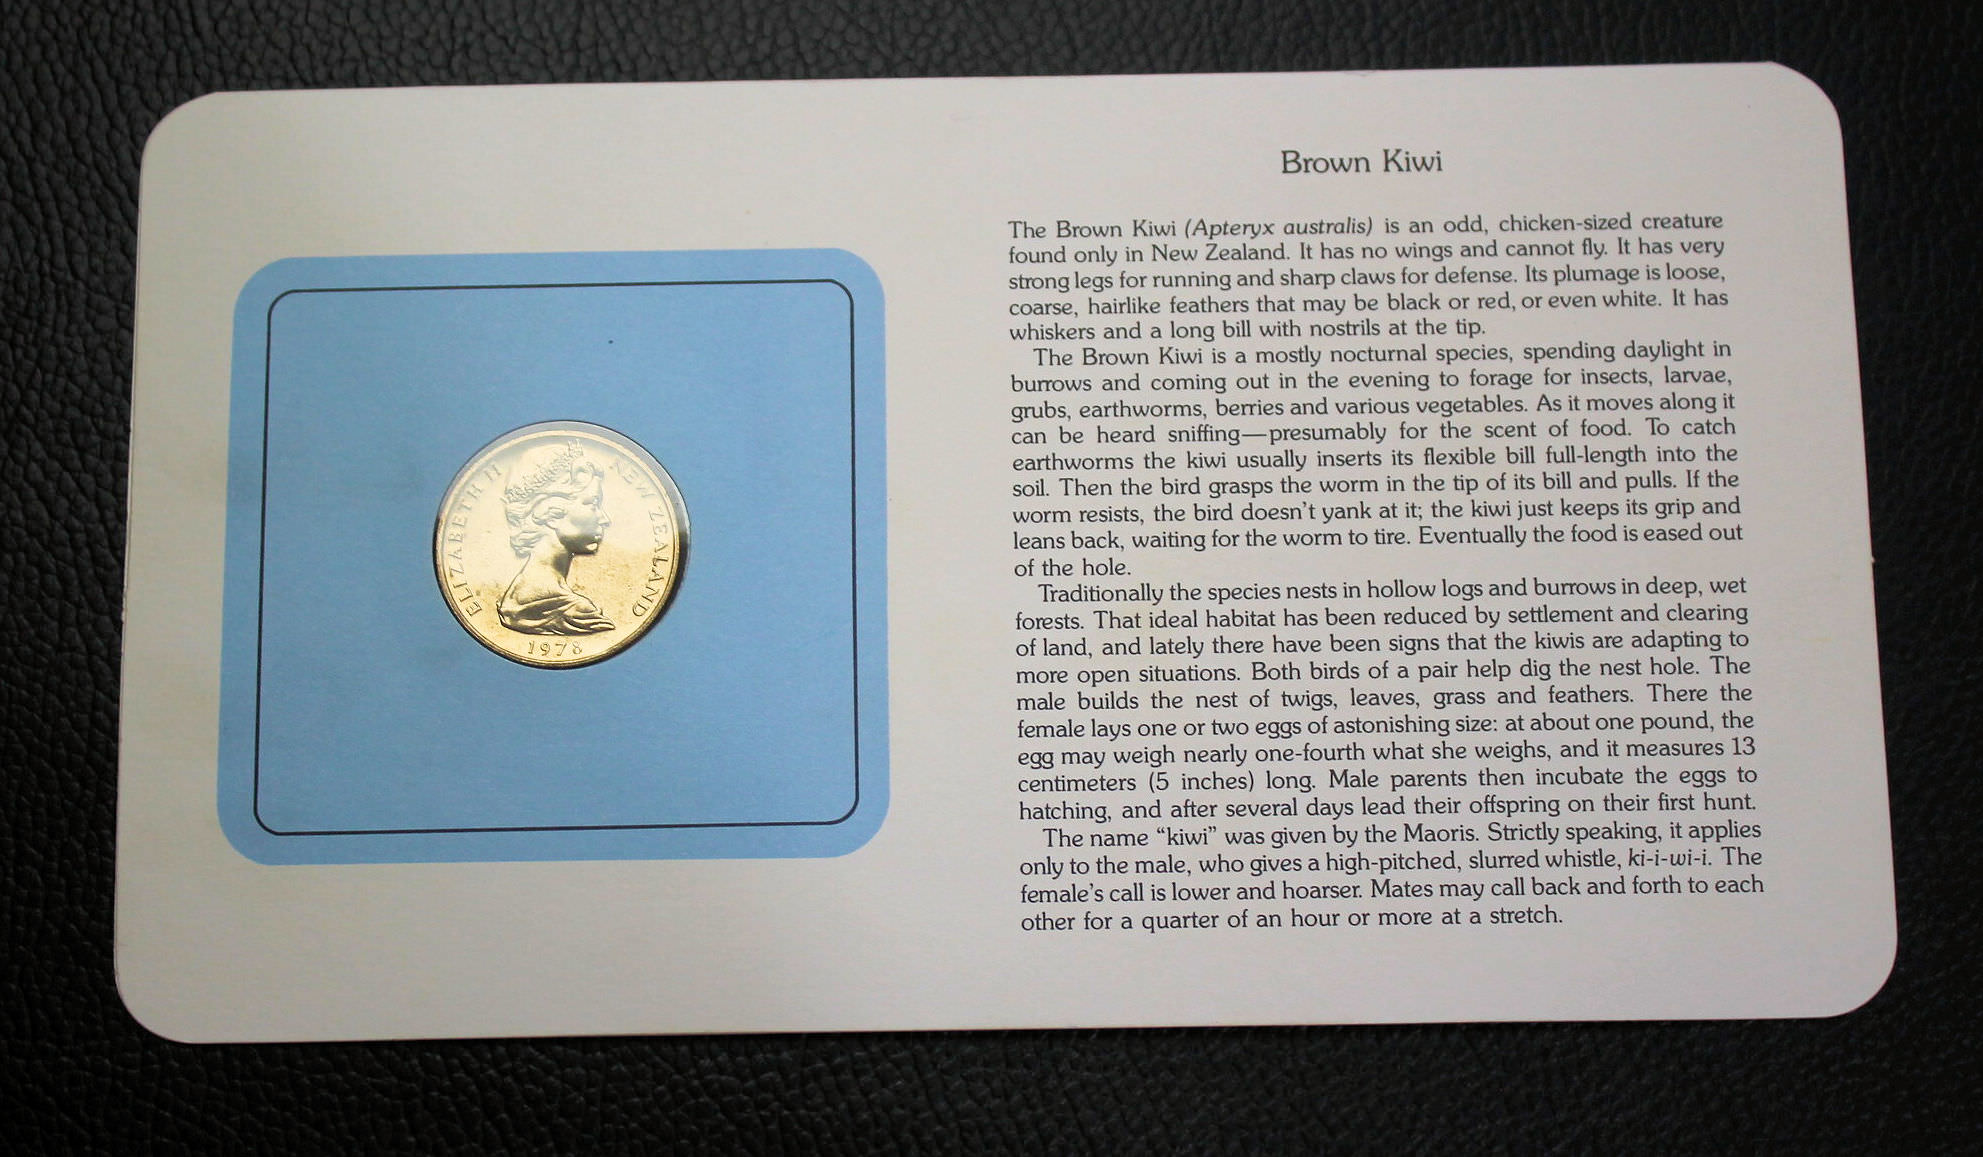 ELIZABETH II NEW ZEALAND
1978
Brown Kiwi
The Brown Kiwi (Apteryx australis) is an odd, chicken-sized creature
found only in New Zealand. It has no wings and cannot fly. It has very
strong legs for running and sharp claws for defense. Its plumage is loose,
coarse, hairlike feathers that may be black or red, or even white. It has
whiskers and a long bill with nostrils at the tip.
The Brown Kiwi is a mostly nocturnal species, spending daylight in
burrows and coming out in the evening to forage for insects, larvae,
grubs, earthworms, berries and various vegetables. As it moves along it
can be heard sniffing—presumably for the scent of food. To catch
earthworms the kiwi usually inserts its flexible bill full-length into the
soil. Then the bird grasps the worm in the tip of its bill and pulls. If the
worm resists, the bird doesn't yank at it; the kiwi just keeps its grip and
leans back, waiting for the worm to tire. Eventually the food is eased out
of the hole.
Traditionally the species nests in hollow logs and burrows in deep, wet
forests. That ideal habitat has been reduced by settlement and clearing
of land, and lately there have been signs that the kiwis are adapting to
more open situations. Both birds of a pair help dig the nest hole. The
male builds the nest of twigs, leaves, grass and feathers. There the
female lays one or two eggs of astonishing size: at about one pound, the
egg may weigh nearly one-fourth what she weighs, and it measures 13
centimeters (5 inches) long. Male parents then incubate the eggs to
hatching, and after several days lead their offspring on their first hunt.
The name “kiwi” was given by the Maoris. Strictly speaking, it applies
only to the male, who gives a high-pitched, slurred whistle, ki-i-wi-i. The
female's call is lower and hoarser. Mates may call back and forth to each
other for a quarter of an hour or more at a stretch.